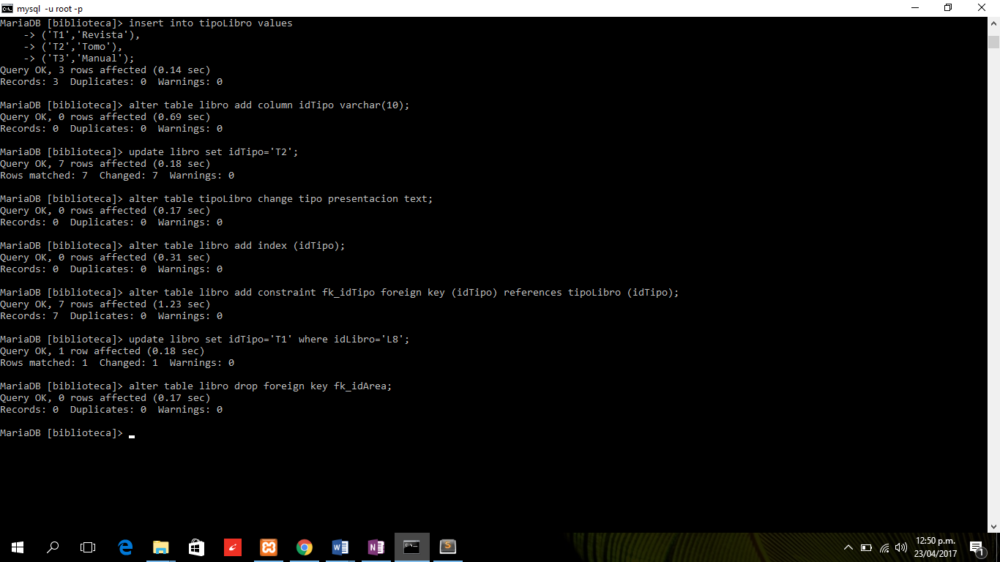 mysql -u root -p
MariaDB [biblioteca]> insert into tipoLibro values
    -> ('T1','Revista'),
    -> ('T2','Tomo'),
    -> ('T3','Manual');
Query OK, 3 rows affected (0.14 sec)
Records: 3  Duplicates: 0  Warnings: 0
MariaDB [biblioteca]> alter table libro add column idTipo varchar(10);
Query OK, 0 rows affected (0.69 sec)
Records: 0  Duplicates: 0  Warnings: 0
MariaDB [biblioteca]> update libro set idTipo='T2';
Query OK, 7 rows affected (0.18 sec)
Rows matched: 7  Changed: 7  Warnings: 0
MariaDB [biblioteca]> alter table tipoLibro change tipo presentacion text;
Query OK, 0 rows affected (0.17 sec)
Records: 0  Duplicates: 0  Warnings: 0
MariaDB [biblioteca]> alter table libro add index (idTipo);
Query OK, 0 rows affected (0.31 sec)
Records: 0  Duplicates: 0  Warnings: 0
MariaDB [biblioteca]> alter table libro add constraint fk_idTipo foreign key (idTipo) references tipoLibro (idTipo);
Query OK, 7 rows affected (1.23 sec)
Records: 7  Duplicates: 0  Warnings: 0
MariaDB [biblioteca]> update libro set idTipo='T1' where idLibro='L8';
Query OK, 1 row affected (0.18 sec)
Rows matched: 1  Changed: 1  Warnings: 0
MariaDB [biblioteca]> alter table libro drop foreign key fk_idArea;
Query OK, 0 rows affected (0.17 sec)
Records: 0  Duplicates: 0  Warnings: 0
MariaDB [biblioteca]>
12:50 p.m.
23/04/2017
1